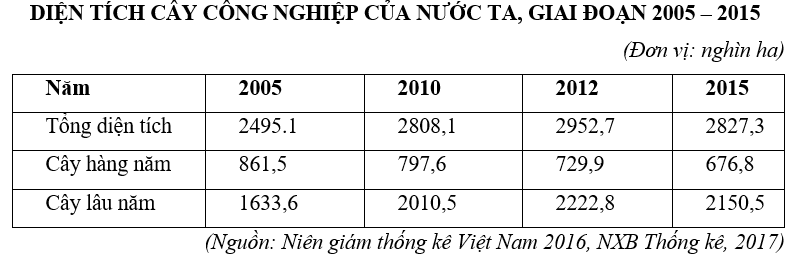 DIỆN TÍCH CÂY CÔNG NGHIỆP CỦA NƯỚC TA, GIAI ĐOẠN 2005 – 2015
(Đơn vị: nghìn ha)
Năm 2005 2010 2012 2015
Tổng diện tích 2495.1 2808,1 2952,7 2827,3
Cây hàng năm 861,5 797,6 729,9 676,8
Cây lâu năm 1633,6 2010,5 2222,8 2150,5
(Nguồn: Niên giám thống kê Việt Nam 2016, NXB Thống kê, 2017)